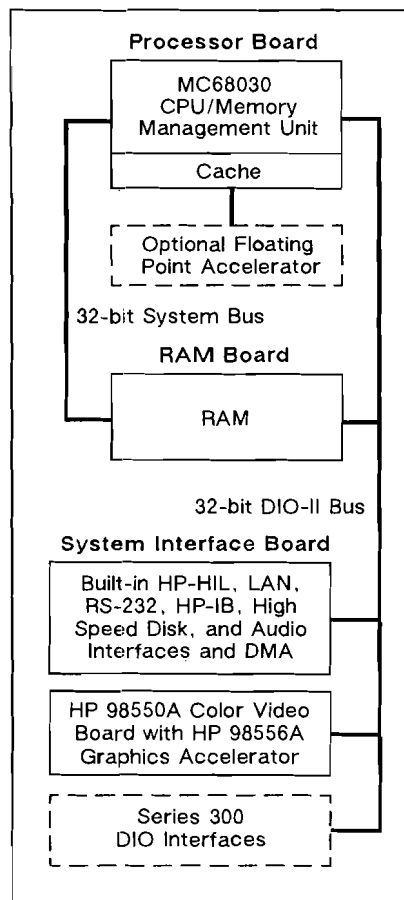 Processor Board
MC68030
CPU/Memory
Management Unit
Cache
Optional Floating
Point Accelerator
32-bit System Bus
RAM Board
RAM
32-bit DIO-II Bus
System Interface Board
Built-in HP-HIL, LAN,
RS-232, HP-IB, High
Speed Disk, and Audio
Interfaces and DMA
HP 98550A Color Video
Board with HP 98556A
Graphics Accelerator
Series 300
DIO Interfaces